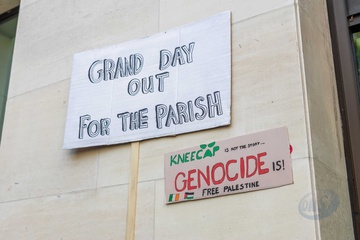 GRAND DAY
OUT
FOR THE PARISH
KNEECAP IS NOT THE STORY...
GENOCIDE IS!
FREE PALESTINE